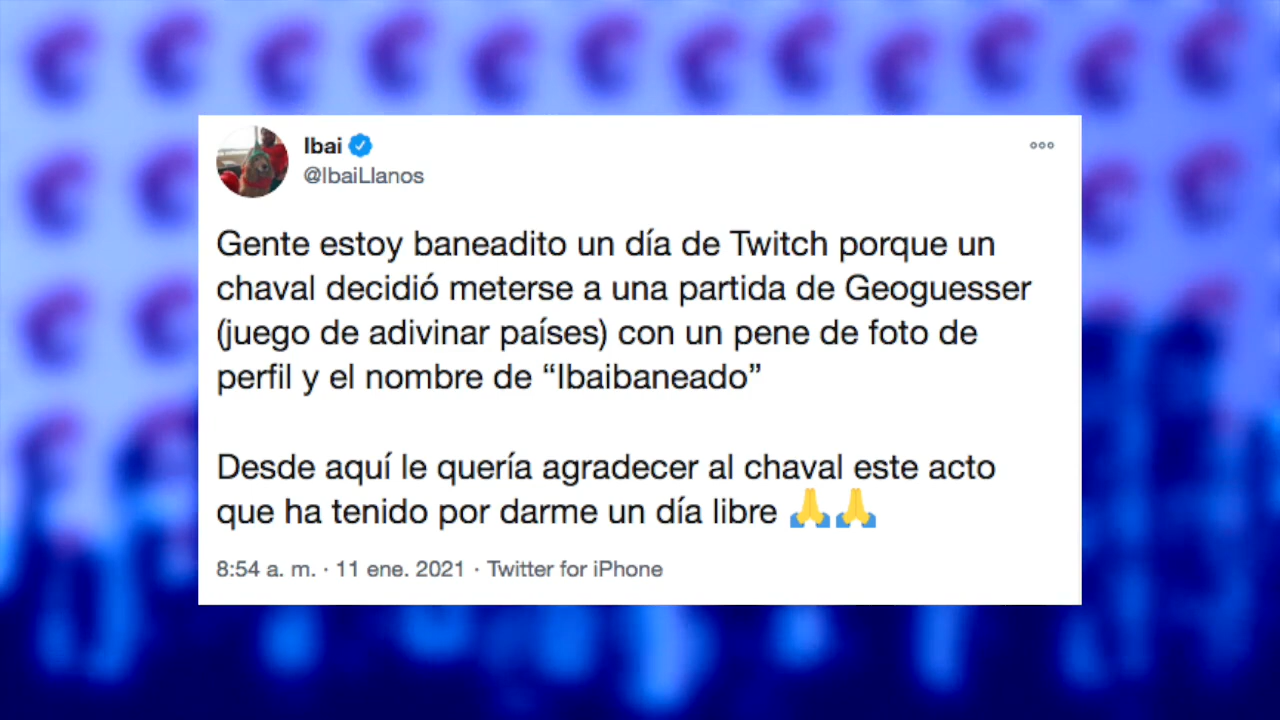 Ibai
@IbaiLlanos
Gente estoy baneadito un día de Twitch porque un
chaval decidió meterse a una partida de Geoguesser
(juego de adivinar países) con un pene de foto de
perfil y el nombre de “Ibaibaneado”
Desde aquí le quería agradecer al chaval este acto
que ha tenido por darme un día libre 🙏🙏
8:54 a. m. · 11 ene. 2021 · Twitter for iPhone